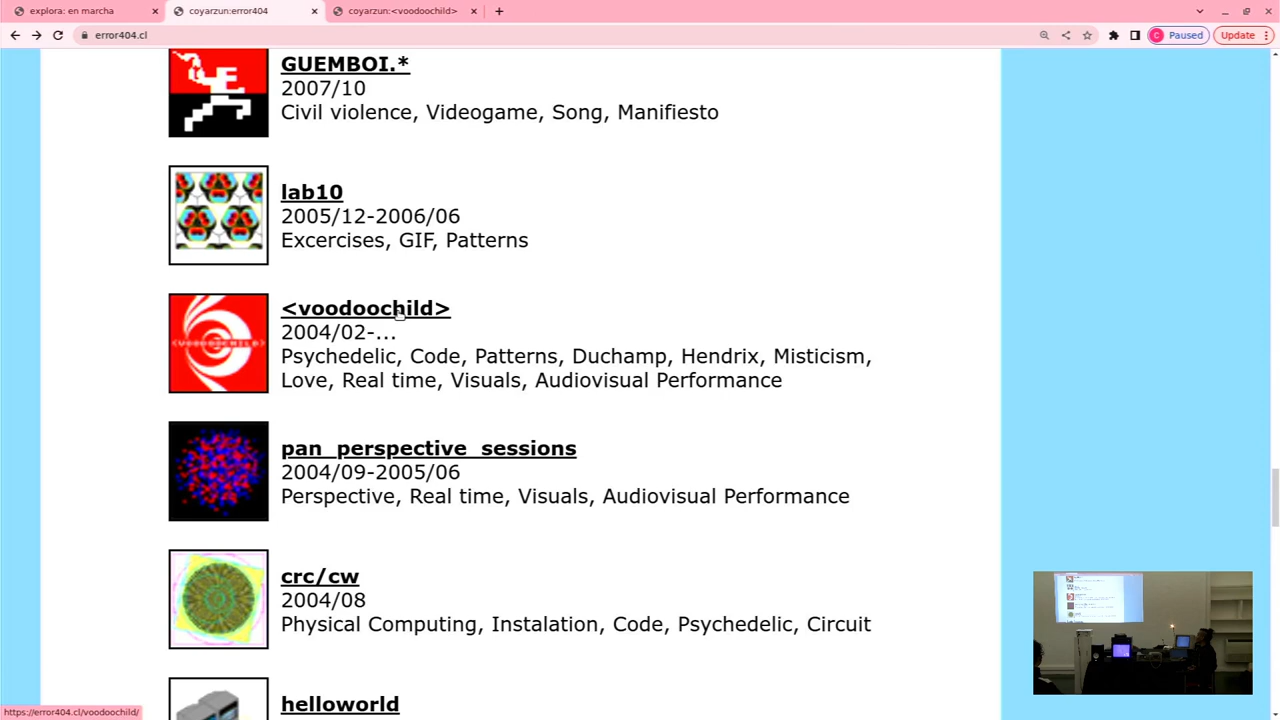 explora: en marcha
coyarzun:error404
coyarzun:<voodoochild>
error404.cl
C
Paused
Update
GUEMBOI.*
2007/10
Civil violence, Videogame, Song, Manifiesto
lab10
2005/12-2006/06
Excercises, GIF, Patterns
<VOODOOCHILD>
<voodoochild>
2004/02-...
Psychedelic, Code, Patterns, Duchamp, Hendrix, Misticism,
Love, Real time, Visuals, Audiovisual Performance
pan_perspective_sessions
2004/09-2005/06
Perspective, Real time, Visuals, Audiovisual Performance
crc/cw
2004/08
Physical Computing, Instalation, Code, Psychedelic, Circuit
helloworld
https://error404.cl/voodoochild/